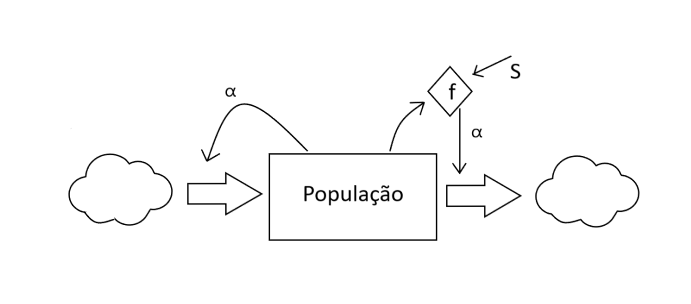 α
f
S
α
População